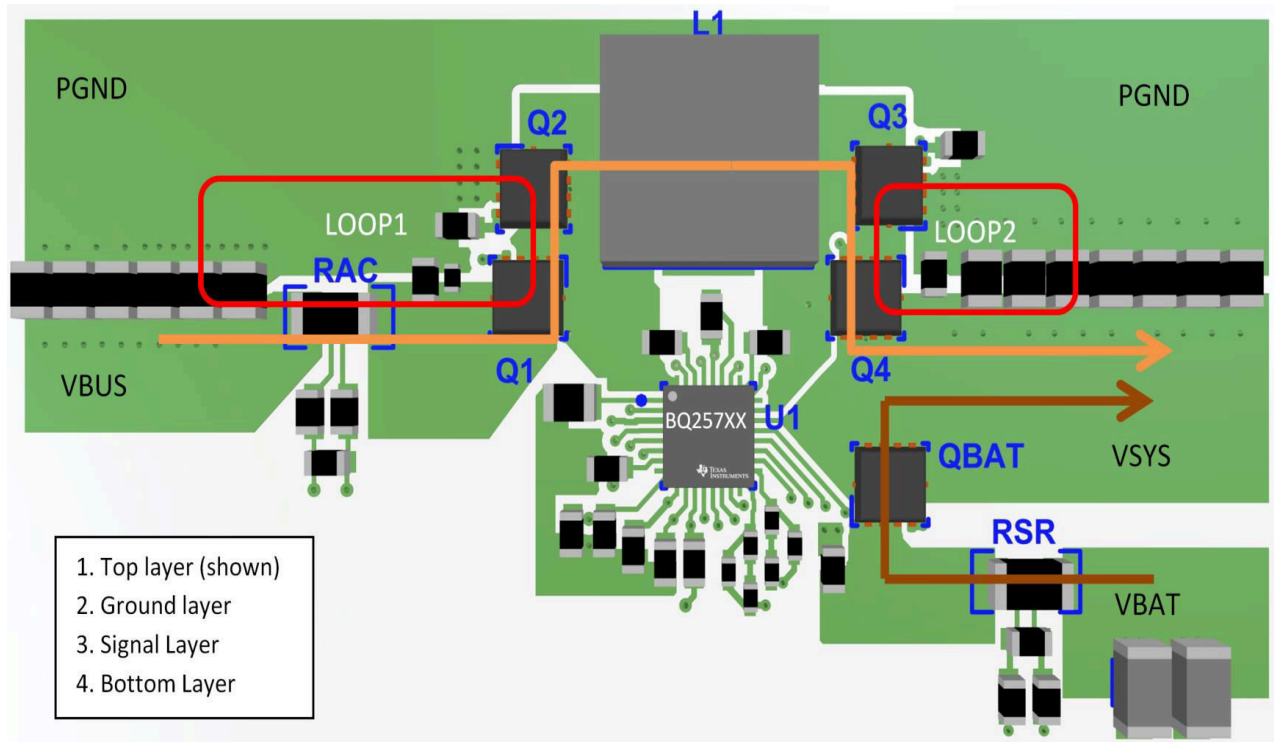 L1
PGND
PGND
Q2
Q3
LOOP1
LOOP2
RAC
VBUS
Q1
Q4
BQ257XX
U1
TEXAS
INSTRUMENTS
QBAT
VSYS
RSR
VBAT
1. Top layer (shown)
2. Ground layer
3. Signal Layer
4. Bottom Layer